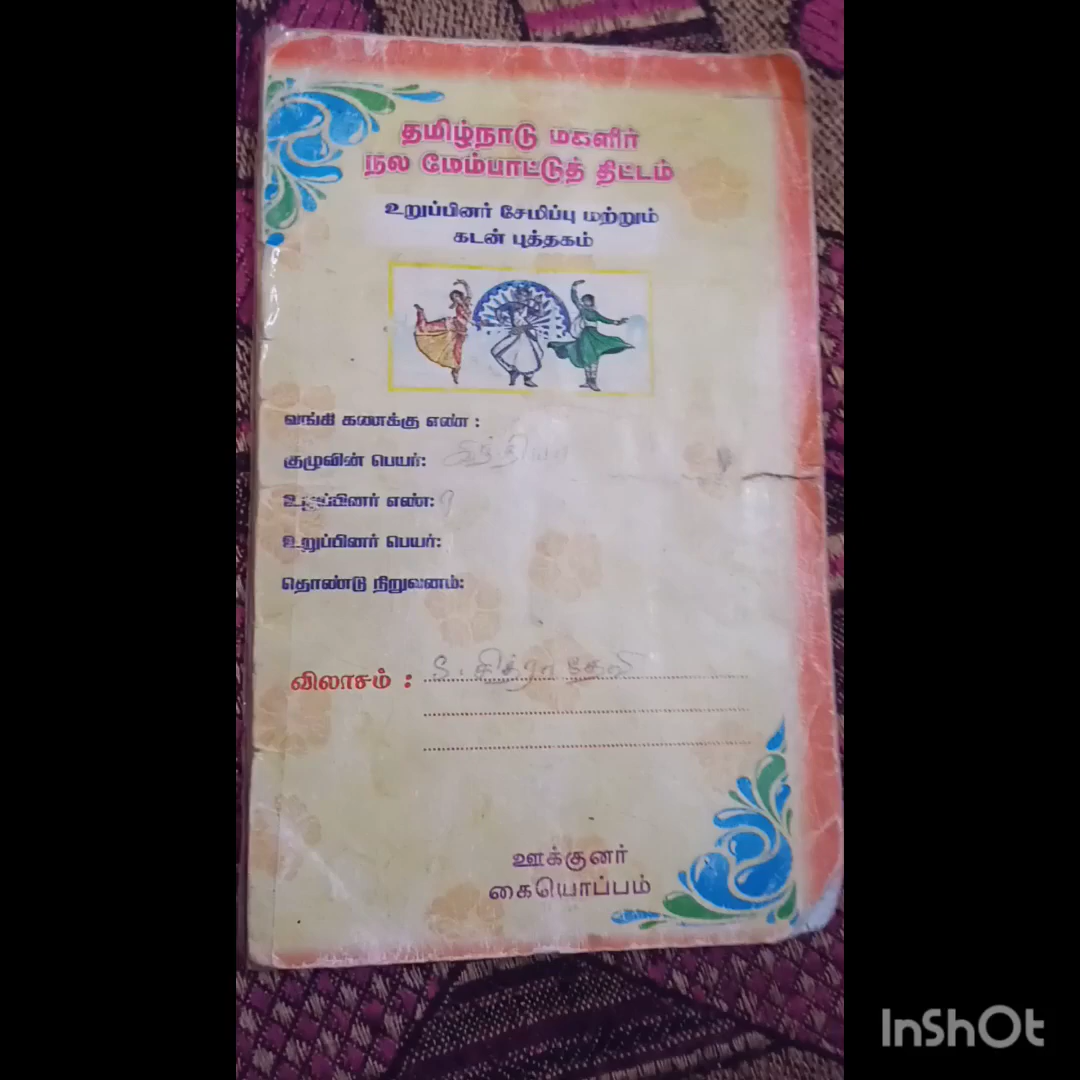 தமிழ்நாடு மகளிர்
நல மேம்பாட்டுத் திட்டம்
உறுப்பினர் சேமிப்பு மற்றும்
கடன் புத்தகம்
வங்கி கணக்கு எண் :
குழுவின் பெயர்: இந்திரா
உறுப்பினர் எண்:
உறுப்பினர் பெயர்:
தொண்டு நிறுவனம்:
விலாசம் : S. சித்ரா தேவி
ஊக்குனர்
கையொப்பம்
InShOt